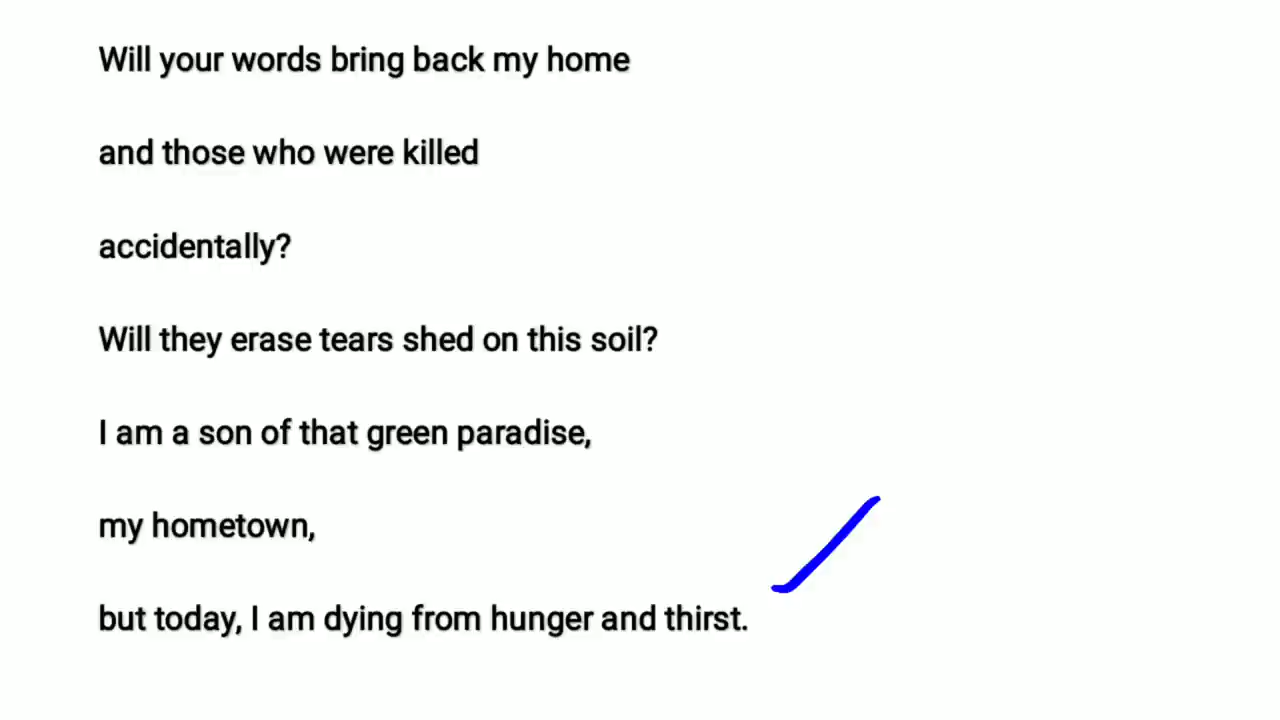 Will your words bring back my home
and those who were killed
accidentally?
Will they erase tears shed on this soil?
I am a son of that green paradise,
my hometown,
but today, I am dying from hunger and thirst.